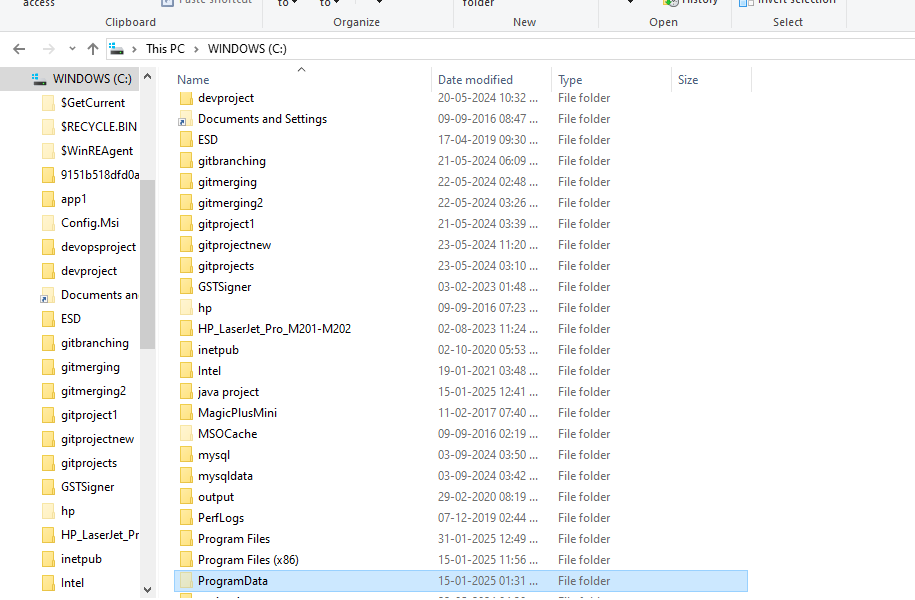 access
Paste shortcut
to
to
folder
History
Invert selection
Clipboard
Organize
New
Open
Select
This PC > WINDOWS (C:)
WINDOWS (C:)
$GetCurrent
$RECYCLE.BIN
$WinREAgent
9151b518dfd0a
app1
Config.Msi
devopsproject
devproject
Documents an
ESD
gitbranching
gitmerging
gitmerging2
gitproject1
gitprojectnew
gitprojects
GSTSigner
hp
HP_LaserJet_Pr
inetpub
Intel
Name Date modified Type Size
devproject 20-05-2024 10:32 ... File folder
Documents and Settings 09-09-2016 08:47 ... File folder
ESD 17-04-2019 09:30 ... File folder
gitbranching 21-05-2024 06:09 ... File folder
gitmerging 22-05-2024 02:48 ... File folder
gitmerging2 22-05-2024 03:26 ... File folder
gitproject1 21-05-2024 03:39 ... File folder
gitprojectnew 23-05-2024 11:20 ... File folder
gitprojects 23-05-2024 03:10 ... File folder
GSTSigner 03-02-2023 01:48 ... File folder
hp 09-09-2016 07:23 ... File folder
HP_LaserJet_Pro_M201-M202 02-08-2023 11:24 ... File folder
inetpub 02-10-2020 05:53 ... File folder
Intel 19-01-2021 03:48 ... File folder
java project 15-01-2025 12:41 ... File folder
MagicPlusMini 11-02-2017 07:40 ... File folder
MSOCache 09-09-2016 02:19 ... File folder
mysql 03-09-2024 03:50 ... File folder
mysqldata 03-09-2024 03:42 ... File folder
output 29-02-2020 08:19 ... File folder
PerfLogs 07-12-2019 02:44 ... File folder
Program Files 31-01-2025 12:49 ... File folder
Program Files (x86) 15-01-2025 11:56 ... File folder
ProgramData 15-01-2025 01:31 ... File folder